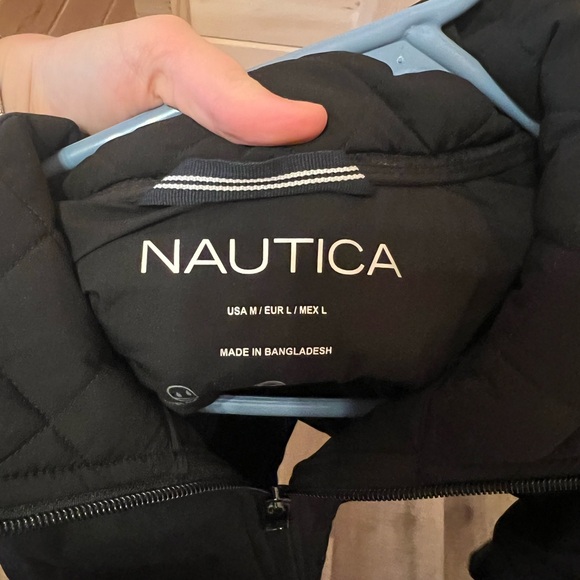 NAUTICA
USA M / EUR L / MEX L
MADE IN BANGLADESH